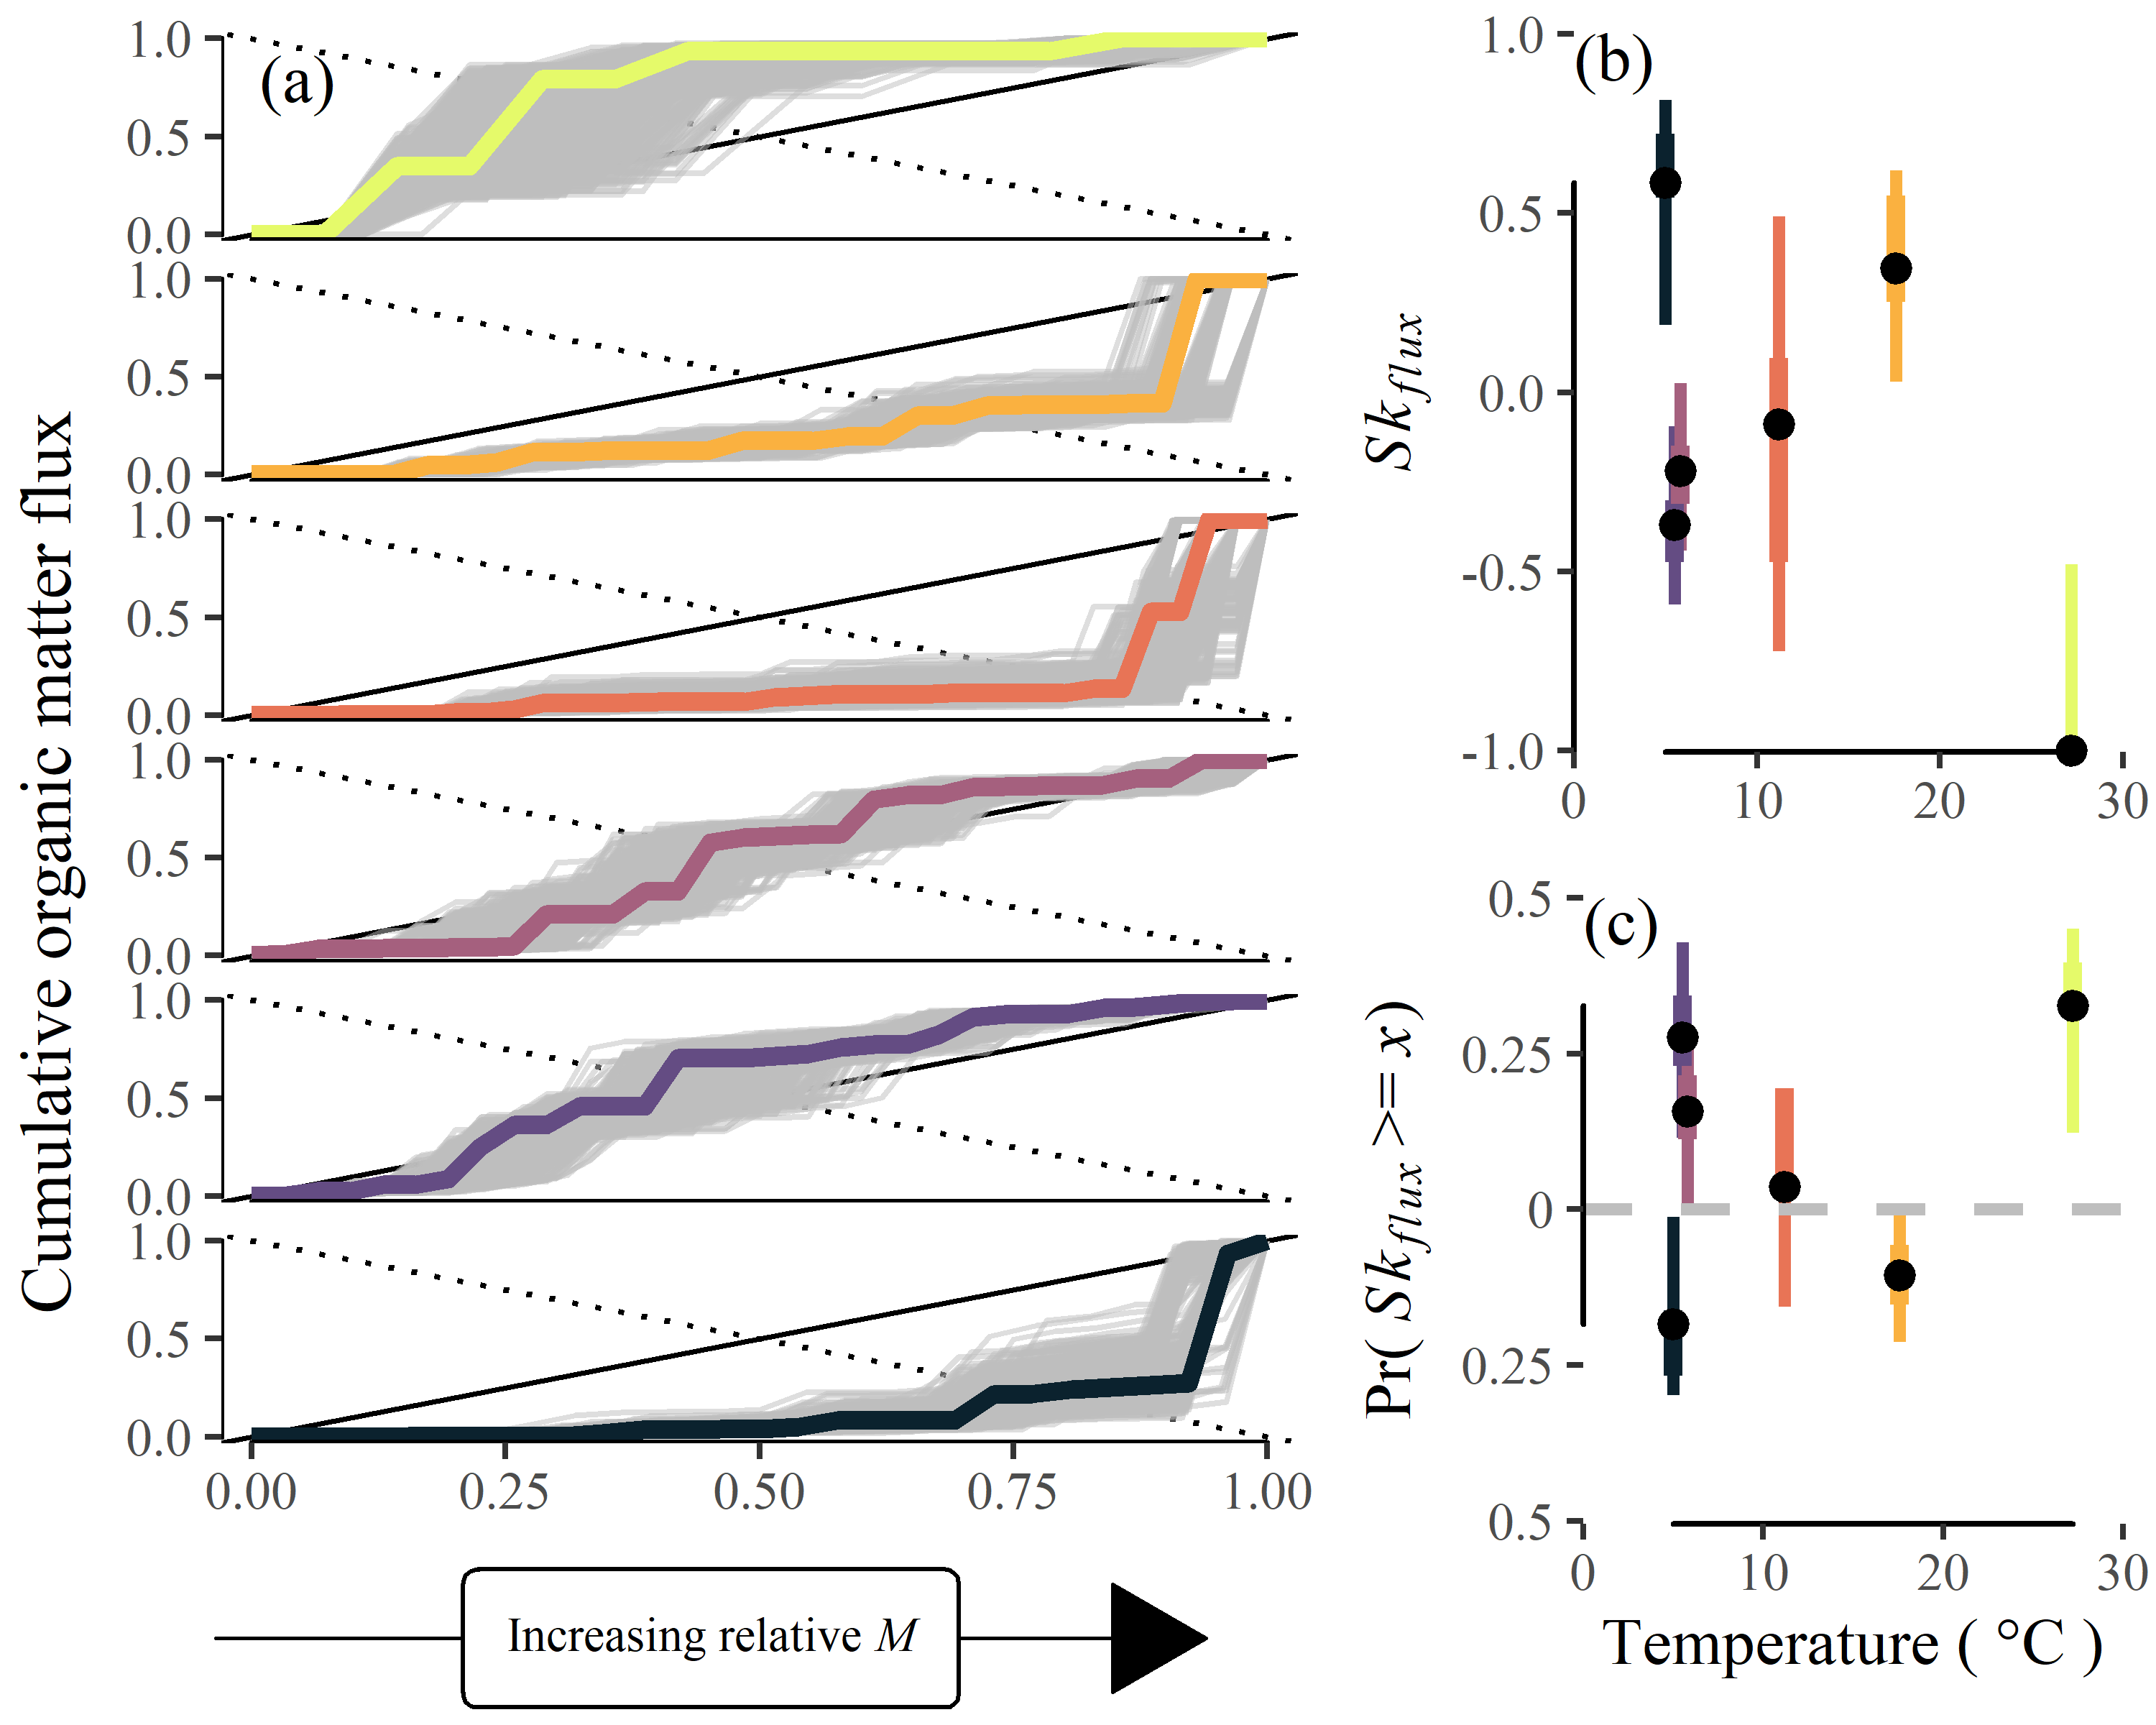 Cumulative organic matter flux
(a)
1.0
0.5
0.0
1.0
0.5
0.0
1.0
0.5
0.0
1.0
0.5
0.0
1.0
0.5
0.0
1.0
0.5
0.0
0.00 0.25 0.50 0.75 1.00
Increasing relative M
(b)
Sk_flux
1.0
0.5
0.0
-0.5
-1.0
0 10 20 30
(c)
Pr( Sk_flux >= x )
0.5
0.25
0
0.25
0.5
0 10 20 30
Temperature ( °C )